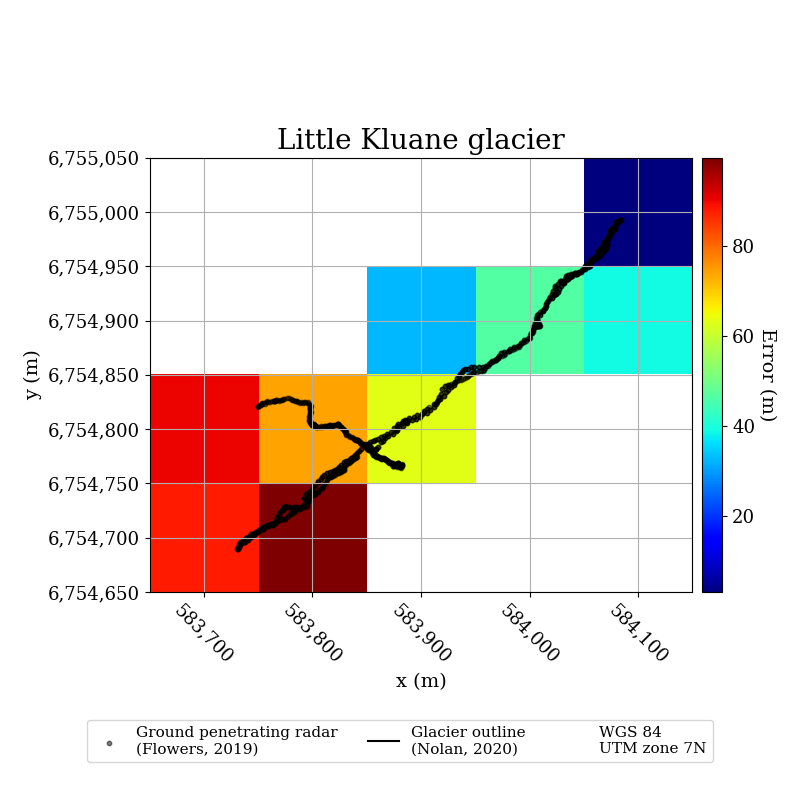 Little Kluane glacier
6,755,050
6,755,000
6,754,950
6,754,900
6,754,850
6,754,800
6,754,750
6,754,700
6,754,650
y (m)
583,700
583,800
583,900
584,000
584,100
x (m)
80
60
40
20
Error (m)
Ground penetrating radar
(Flowers, 2019)
Glacier outline
(Nolan, 2020)
WGS 84
UTM zone 7N